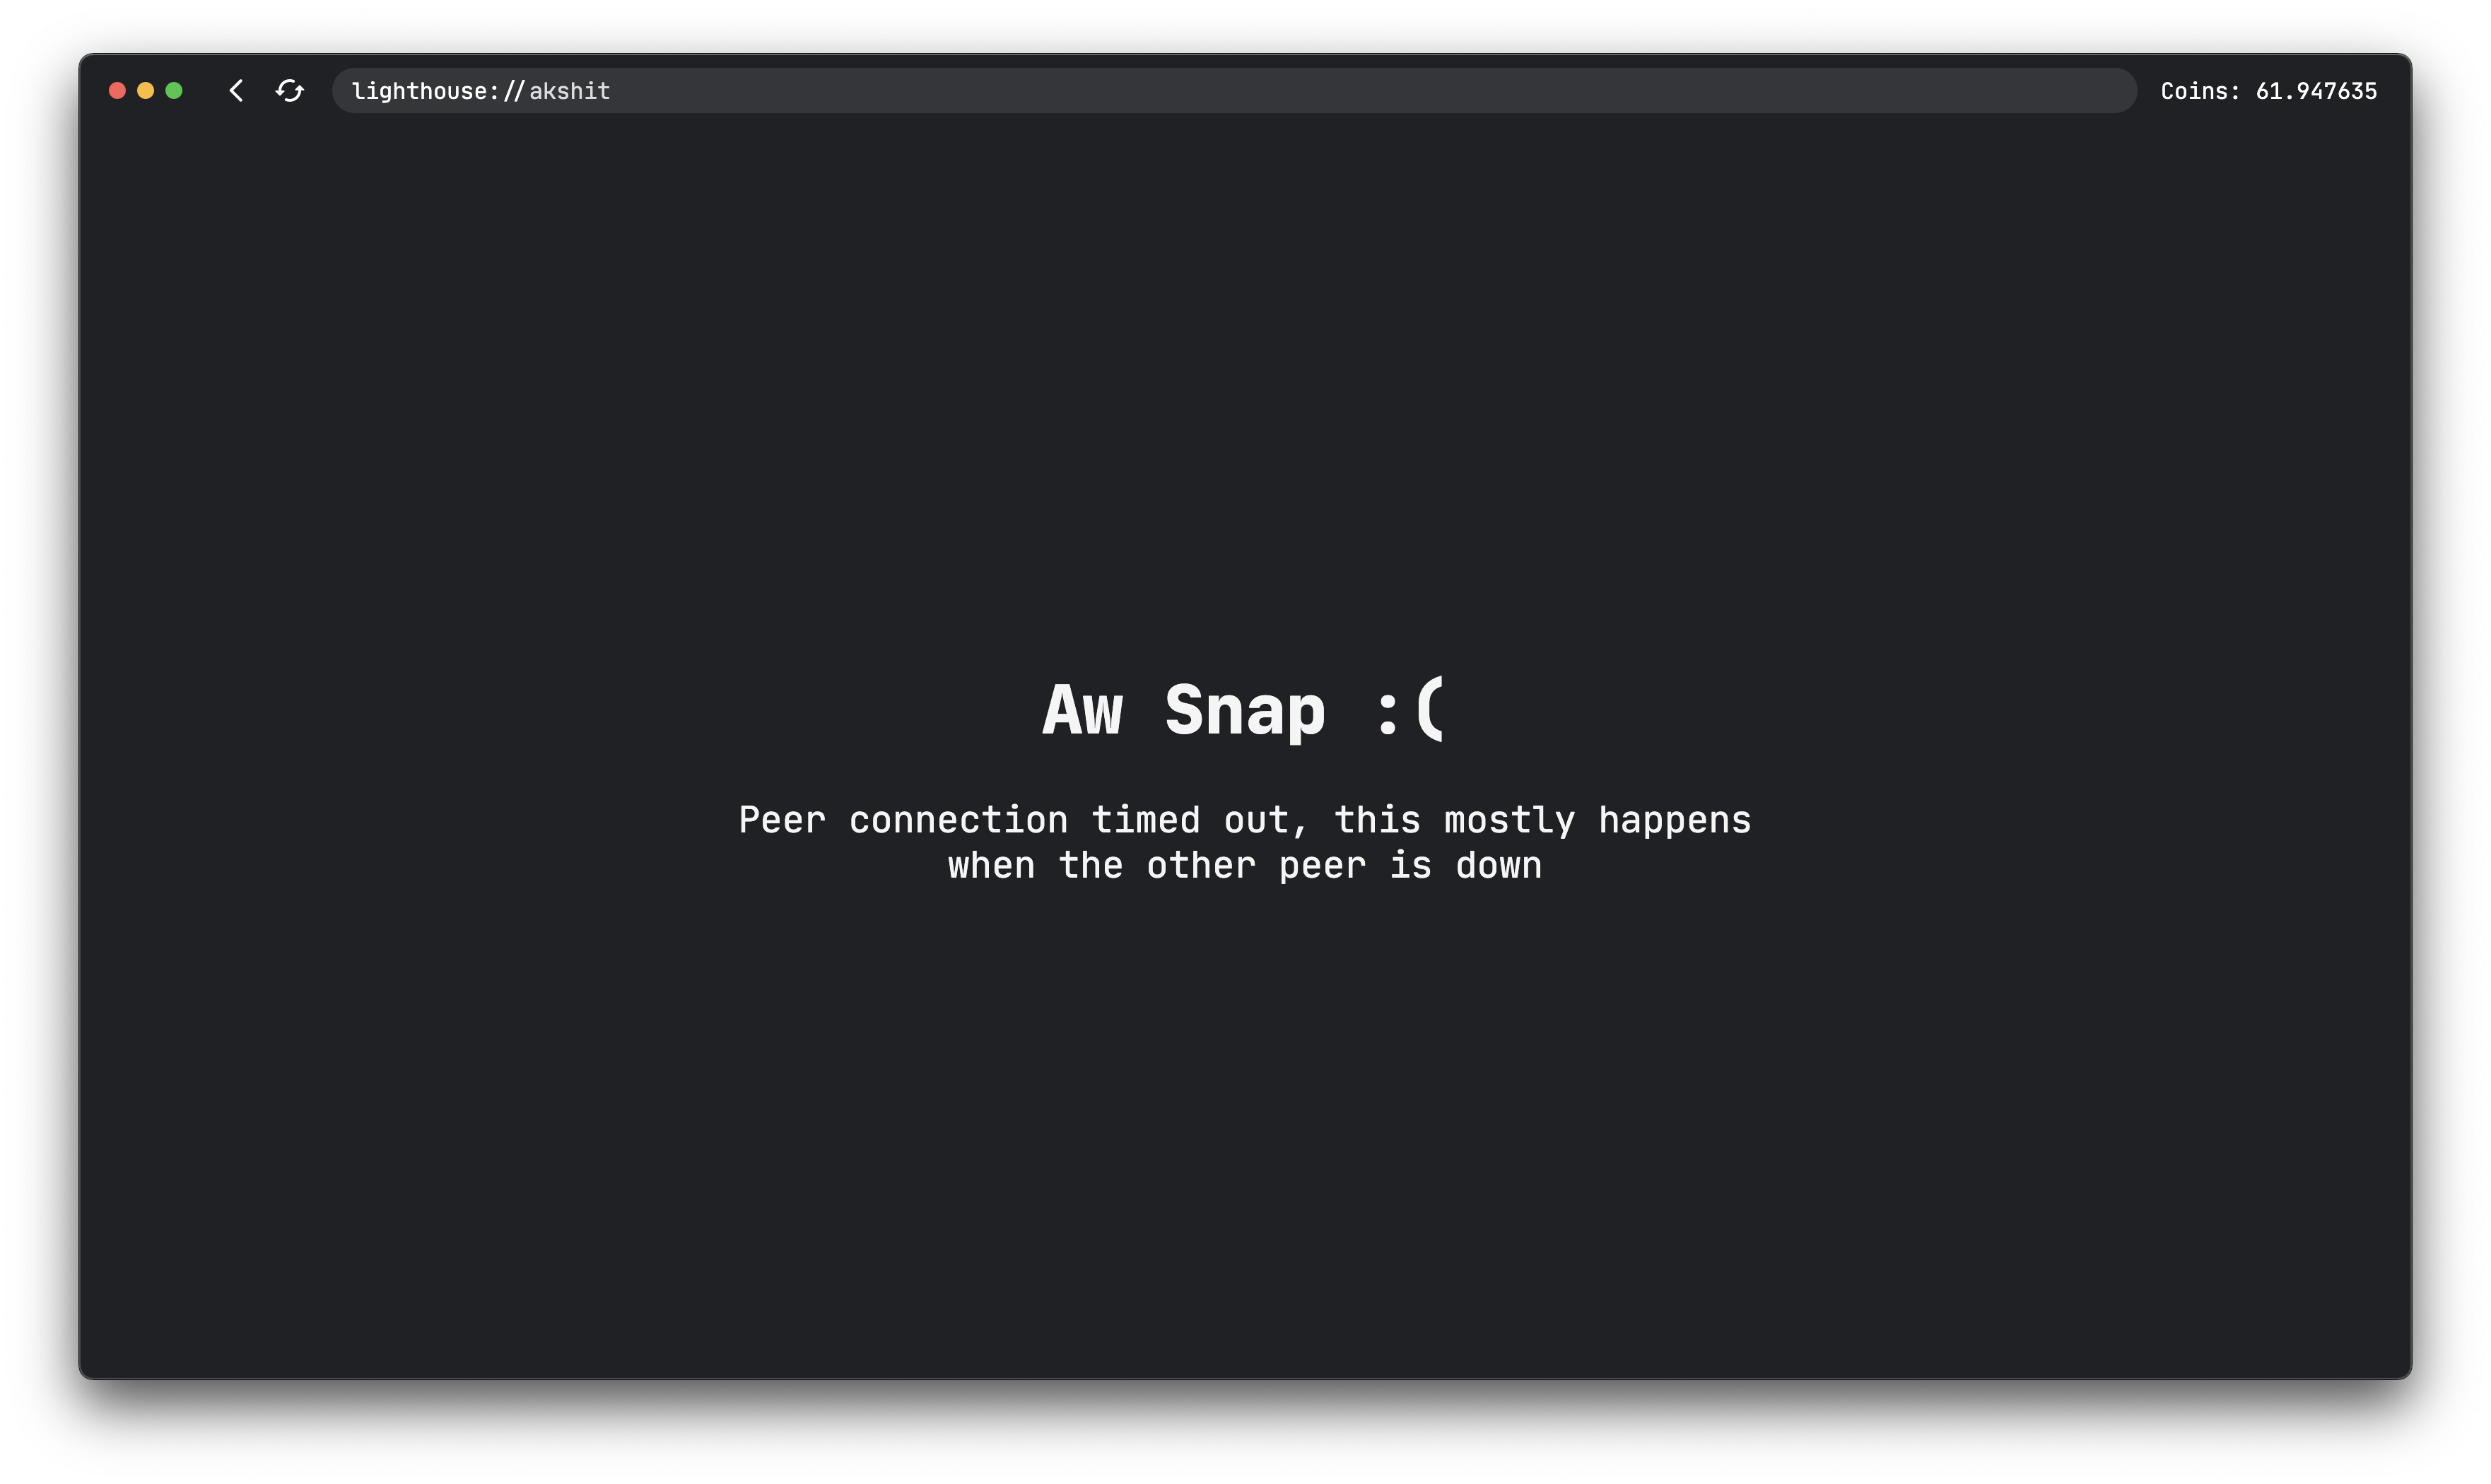 lighthouse://akshit
Coins: 61.947635
Aw Snap :(
Peer connection timed out, this mostly happens
when the other peer is down